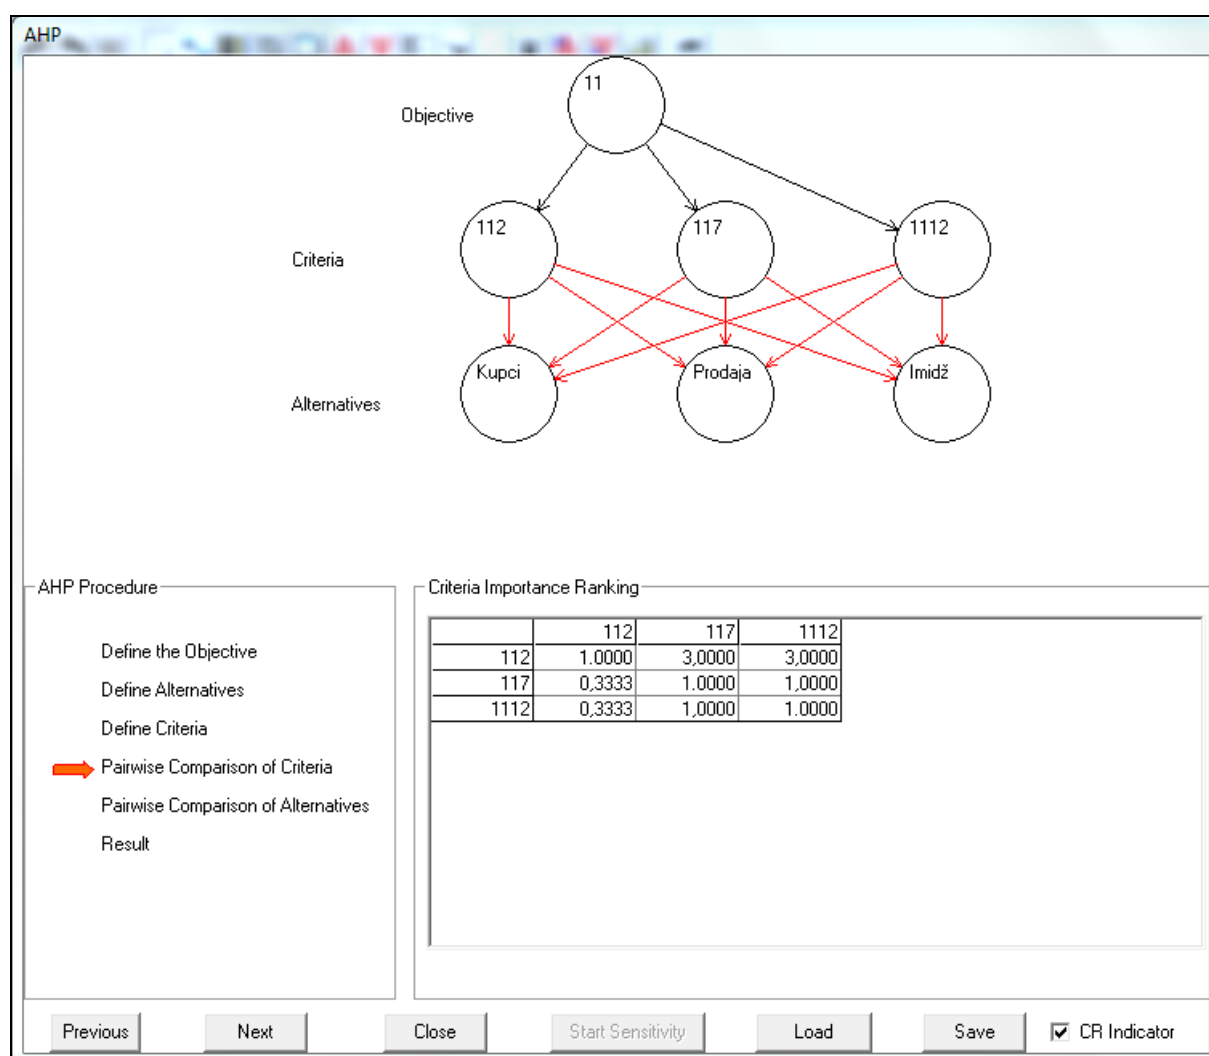 AHP
11
Objective
112 117 1112
Criteria
Kupci Prodaja Imidž
Alternatives
AHP Procedure
Define the Objective
Define Alternatives
Define Criteria
Pairwise Comparison of Criteria
Pairwise Comparison of Alternatives
Result
Criteria Importance Ranking
112 117 1112
112 1.0000 3,0000 3,0000
117 0,3333 1.0000 1,0000
1112 0,3333 1,0000 1.0000
Previous Next Close Start Sensitivity Load Save CR Indicator